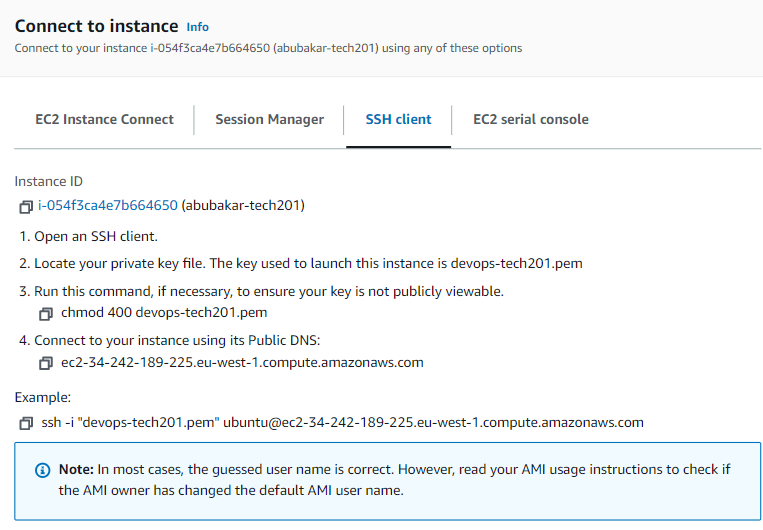 Connect to instance Info
Connect to your instance i-054f3ca4e7b664650 (abubakar-tech201) using any of these options
EC2 Instance Connect Session Manager SSH client EC2 serial console
Instance ID
i-054f3ca4e7b664650 (abubakar-tech201)
1. Open an SSH client.
2. Locate your private key file. The key used to launch this instance is devops-tech201.pem
3. Run this command, if necessary, to ensure your key is not publicly viewable.
chmod 400 devops-tech201.pem
4. Connect to your instance using its Public DNS:
ec2-34-242-189-225.eu-west-1.compute.amazonaws.com
Example:
ssh -i "devops-tech201.pem" ubuntu@ec2-34-242-189-225.eu-west-1.compute.amazonaws.com
Note: In most cases, the guessed user name is correct. However, read your AMI usage instructions to check if
the AMI owner has changed the default AMI user name.